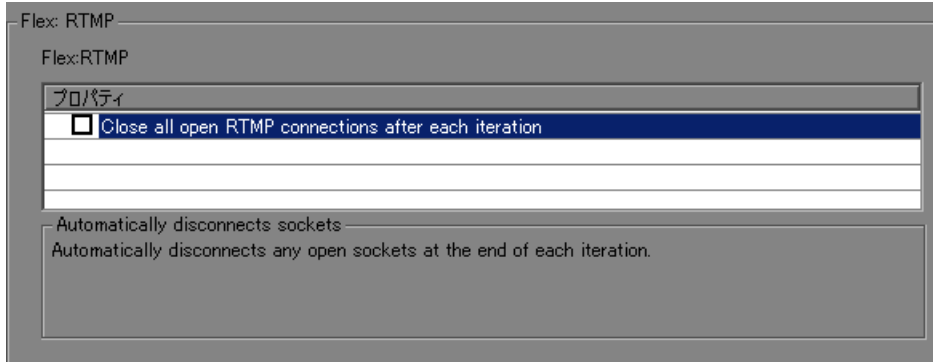 Flex: RTMP
Flex:RTMP
プロパティ
Close all open RTMP connections after each iteration
Automatically disconnects sockets
Automatically disconnects any open sockets at the end of each iteration.